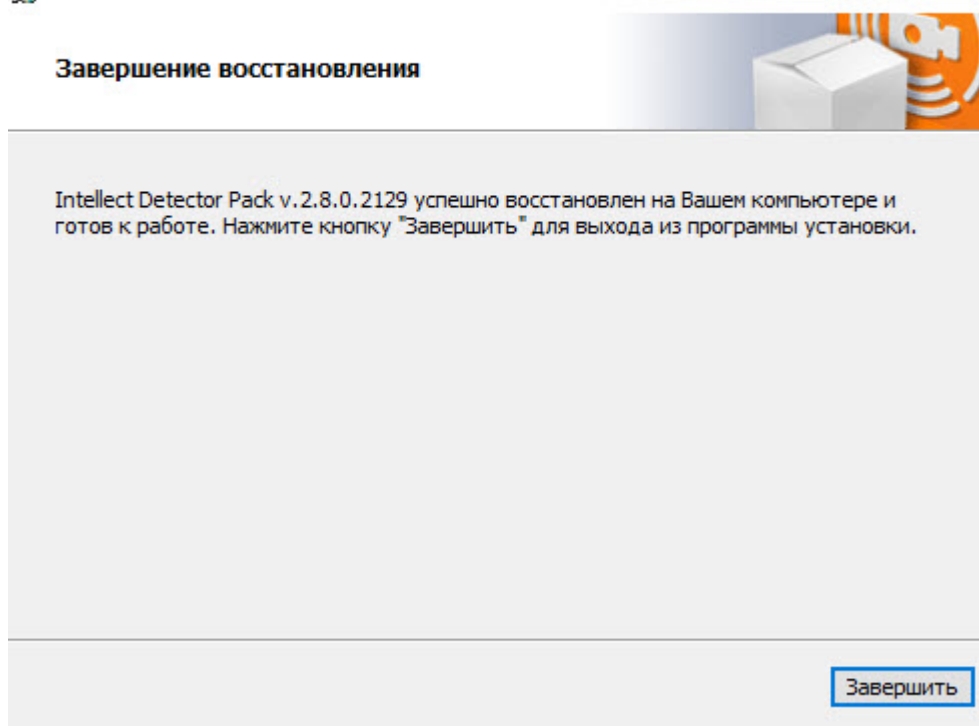 Завершение восстановления
Intellect Detector Pack v.2.8.0.2129 успешно восстановлен на Вашем компьютере и
готов к работе. Нажмите кнопку "Завершить" для выхода из программы установки.
Завершить